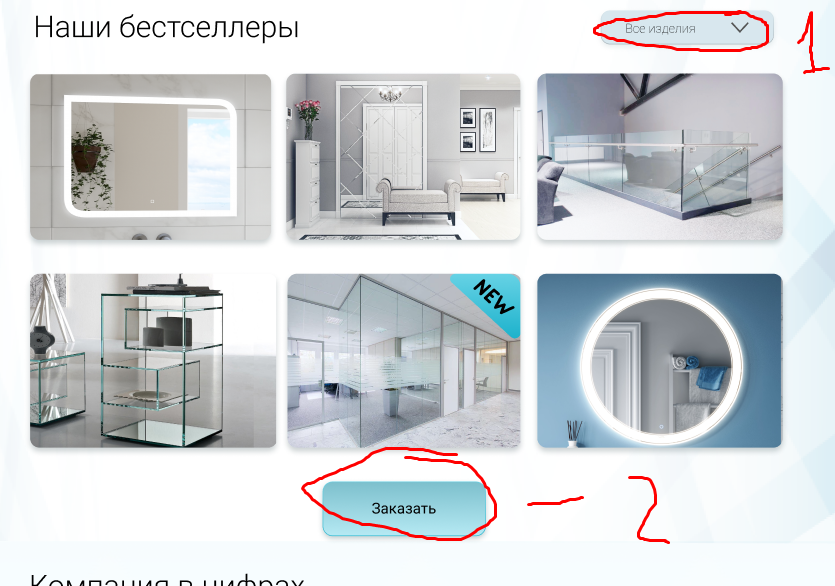 Наши бестселлеры
Все изделия
1
NEW
Заказать
- 2
Компания в цифрах